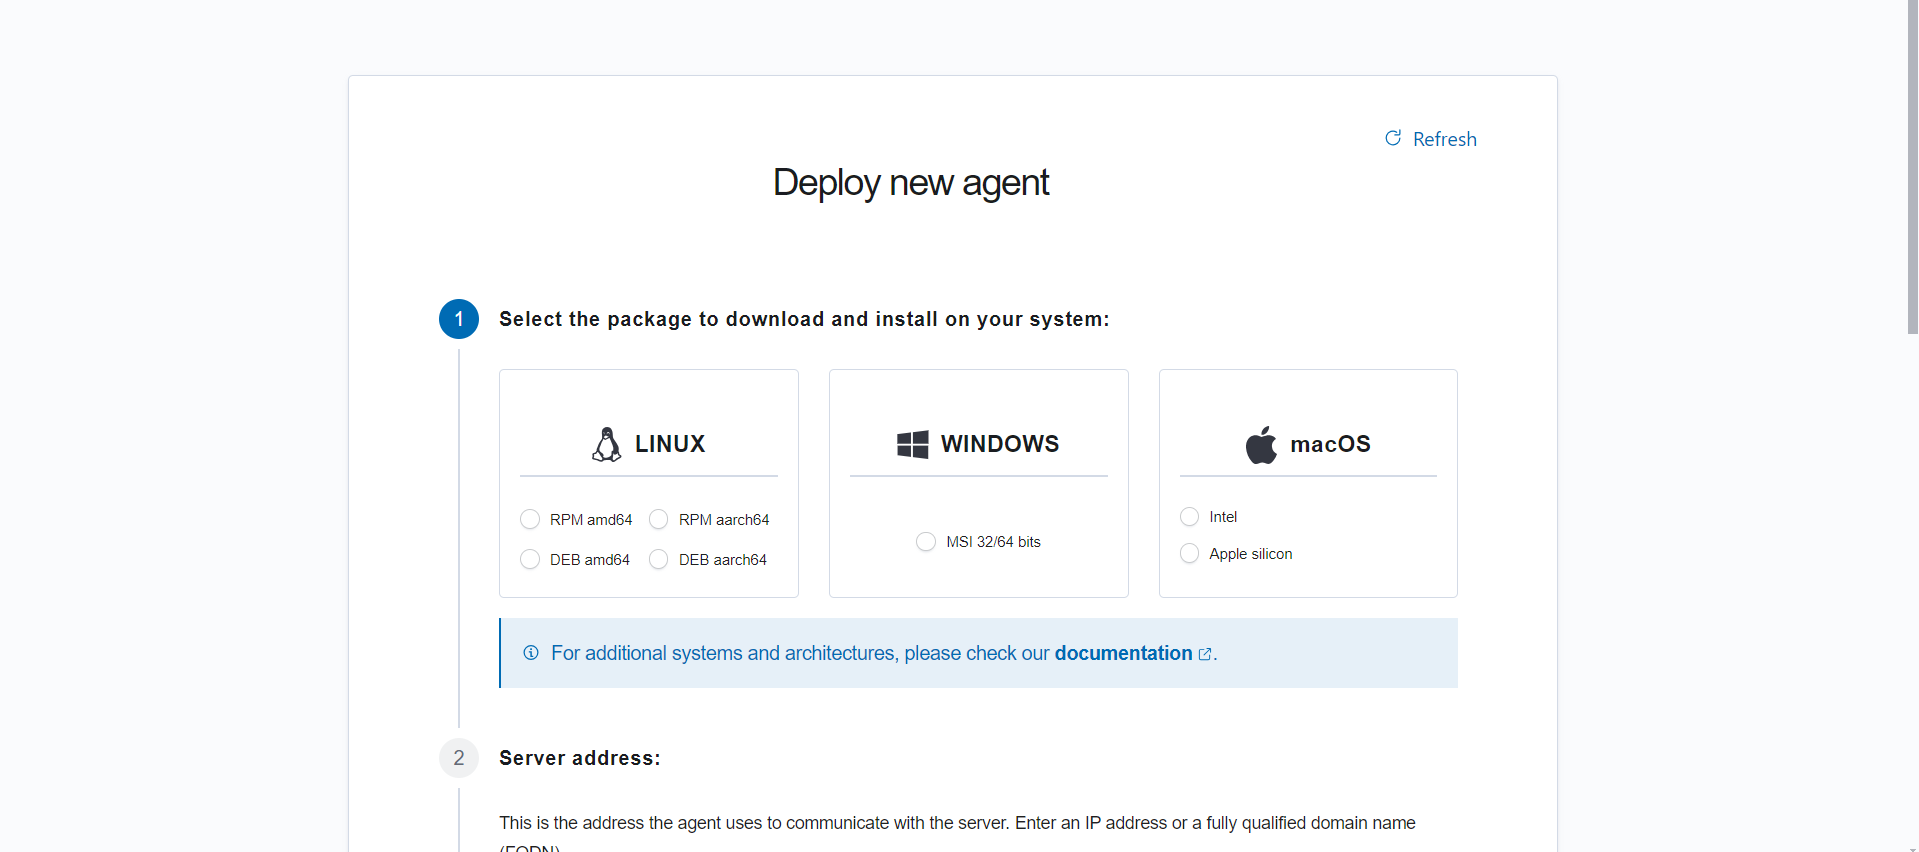 Refresh
Deploy new agent
1 Select the package to download and install on your system:
LINUX
RPM amd64 RPM aarch64
DEB amd64 DEB aarch64
WINDOWS
MSI 32/64 bits
macOS
Intel
Apple silicon
For additional systems and architectures, please check our documentation.
2 Server address:
This is the address the agent uses to communicate with the server. Enter an IP address or a fully qualified domain name
(FQDN)